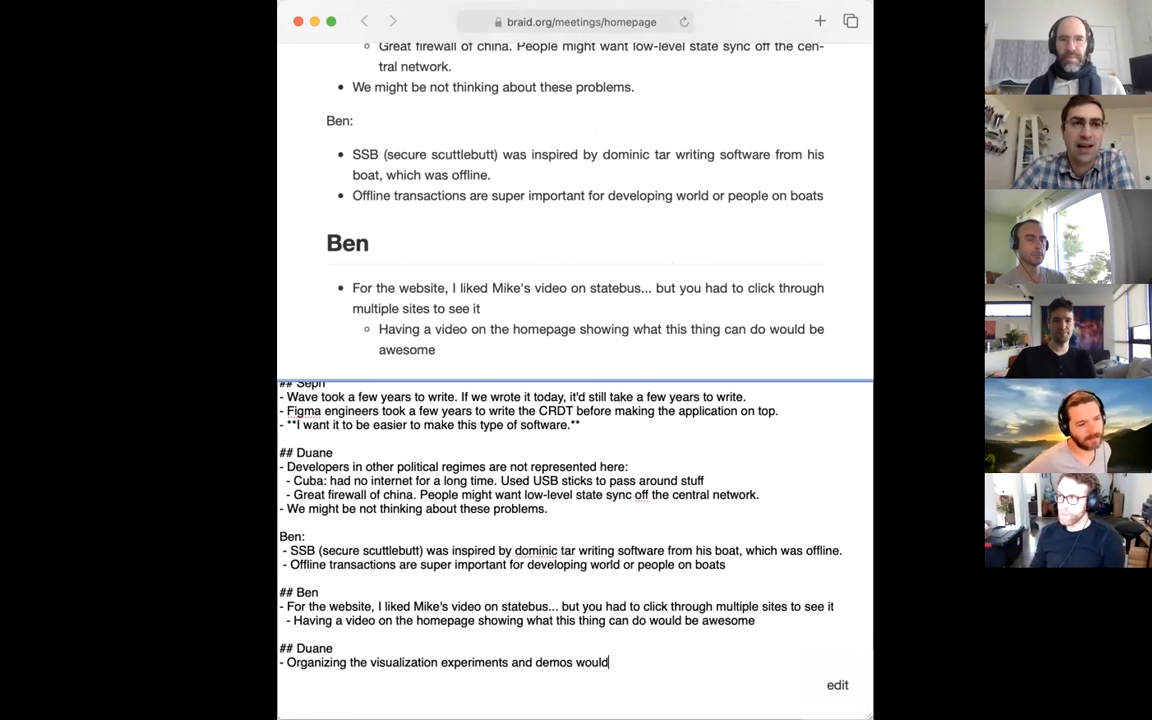 braid.org/meetings/homepage
Great firewall of china. People might want low-level state sync off the cen-
tral network.
We might be not thinking about these problems.
Ben:
SSB (secure scuttlebutt) was inspired by dominic tar writing software from his
boat, which was offline.
Offline transactions are super important for developing world or people on boats
Ben
For the website, I liked Mike's video on statebus... but you had to click through
multiple sites to see it
Having a video on the homepage showing what this thing can do would be
awesome
## Seph
- Wave took a few years to write. If we wrote it today, it'd still take a few years to write.
- Figma engineers took a few years to write the CRDT before making the application on top.
- **I want it to be easier to make this type of software.**
## Duane
- Developers in other political regimes are not represented here:
- Cuba: had no internet for a long time. Used USB sticks to pass around stuff
- Great firewall of china. People might want low-level state sync off the central network.
- We might be not thinking about these problems.
Ben:
- SSB (secure scuttlebutt) was inspired by dominic tar writing software from his boat, which was offline.
- Offline transactions are super important for developing world or people on boats
## Ben
- For the website, I liked Mike's video on statebus... but you had to click through multiple sites to see it
- Having a video on the homepage showing what this thing can do would be awesome
## Duane
- Organizing the visualization experiments and demos would
edit